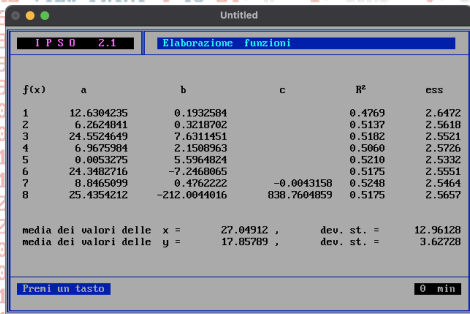 Untitled
I P S O 2.1 Elaborazione funzioni
f(x) a b c R² ess
1 12.6304235 0.1932584 0.4769 2.6472
2 6.2624841 0.3218702 0.5137 2.5618
3 24.5524649 7.6311451 0.5182 2.5521
4 6.9675984 2.1508963 0.5060 2.5726
5 0.0053275 5.5964824 0.5210 2.5332
6 24.3482716 -7.2468065 0.5175 2.5551
7 8.8465099 0.4762222 -0.0043158 0.5248 2.5464
8 25.4354212 -212.0044016 838.7604859 0.5175 2.5657
media dei valori delle x = 27.04912 , dev. st. = 12.96128
media dei valori delle y = 17.85789 , dev. st. = 3.62728
Premi un tasto 0 min